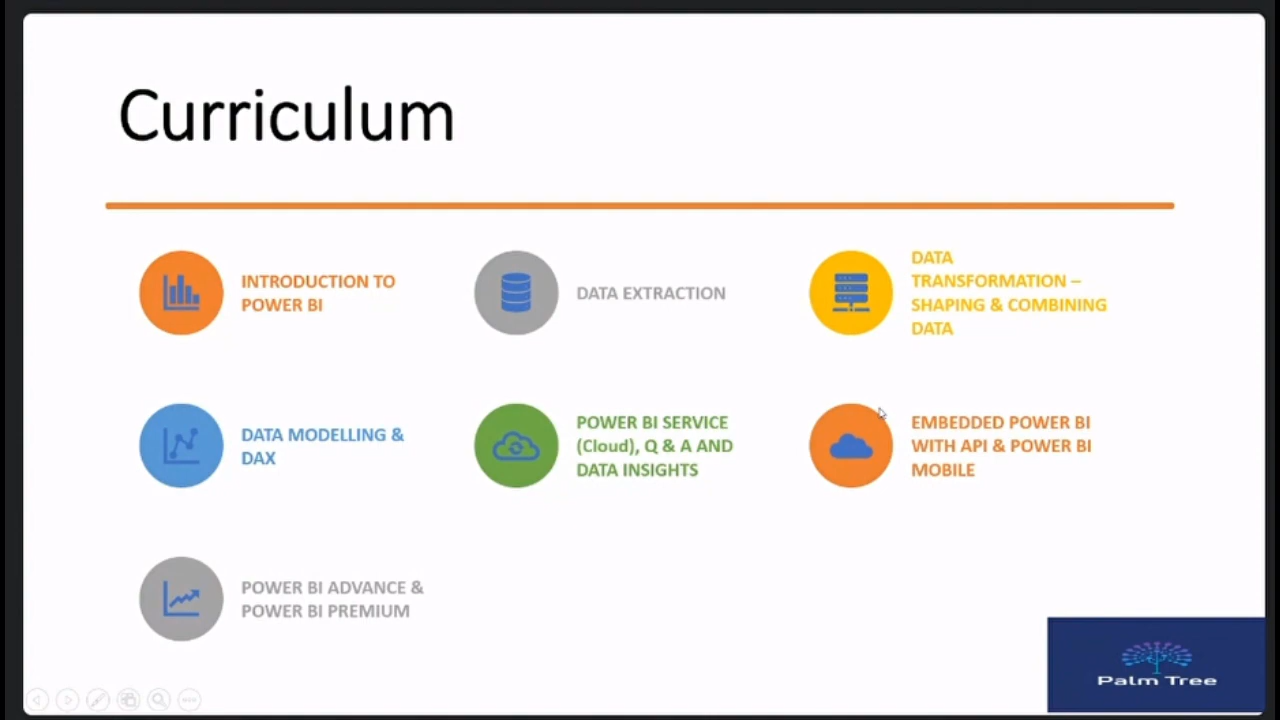 Curriculum
INTRODUCTION TO
POWER BI
DATA EXTRACTION
DATA
TRANSFORMATION –
SHAPING & COMBINING
DATA
DATA MODELLING &
DAX
POWER BI SERVICE
(Cloud), Q & A AND
DATA INSIGHTS
EMBEDDED POWER BI
WITH API & POWER BI
MOBILE
POWER BI ADVANCE &
POWER BI PREMIUM
Palm Tree